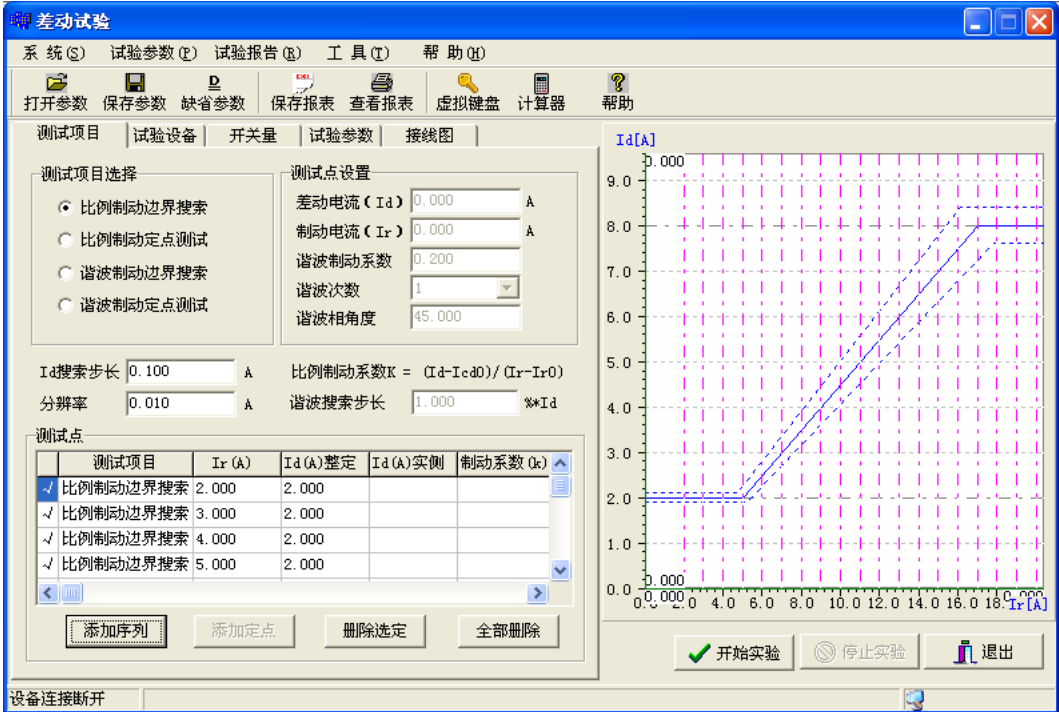 差动试验
系 统(S) 试验参数(P) 试验报告(R) 工 具(T) 帮 助(H)
打开参数 保存参数 缺省参数 保存报表 查看报表 虚拟键盘 计算器 帮助
测试项目 试验设备 开关量 试验参数 接线图
测试项目选择
比例制动边界搜索
比例制动定点测试
谐波制动边界搜索
谐波制动定点测试
测试点设置
差动电流(Id) 0.000 A
制动电流(Ir) 0.000 A
谐波制动系数 0.200
谐波次数 1
谐波相角度 45.000
Id搜索步长 0.100 A 比例制动系数K = (Id-Icd0)/(Ir-Ir0)
分辨率 0.010 A 谐波搜索步长 1.000 %*Id
测试点
测试项目 Ir(A) Id(A)整定 Id(A)实侧 制动系数(k)
√ 比例制动边界搜索 2.000 2.000
√ 比例制动边界搜索 3.000 2.000
√ 比例制动边界搜索 4.000 2.000
√ 比例制动边界搜索 5.000 2.000
添加序列 添加定点 删除选定 全部删除
Id[A]
0.000
9.0
8.0
7.0
6.0
5.0
4.0
3.0
2.0
1.0
0.0
0.000
0.000 0.000
0.0 2.0 4.0 6.0 8.0 10.0 12.0 14.0 16.0 18. Ir[A]
开始实验 停止实验 退出
设备连接断开